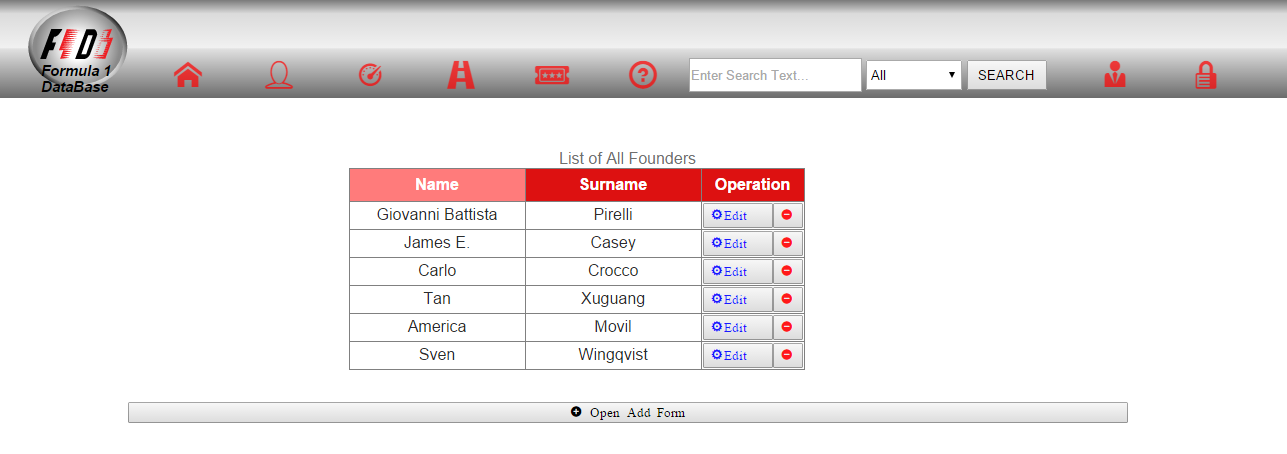 F1DB
Formula 1
DataBase
Enter Search Text... All SEARCH
List of All Founders
Name Surname Operation
Giovanni Battista Pirelli Edit
James E. Casey Edit
Carlo Crocco Edit
Tan Xuguang Edit
America Movil Edit
Sven Wingqvist Edit
Open Add Form